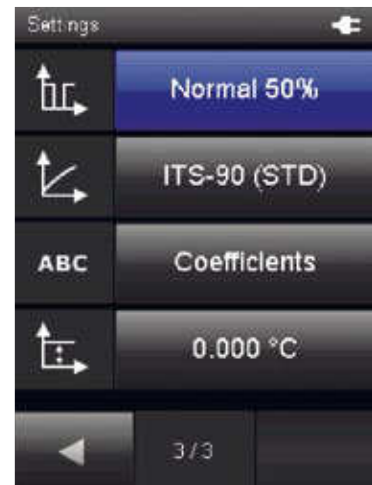 Settings
Normal 50%
ITS-90 (STD)
ABC
Coefficients
0.000 °C
3/3